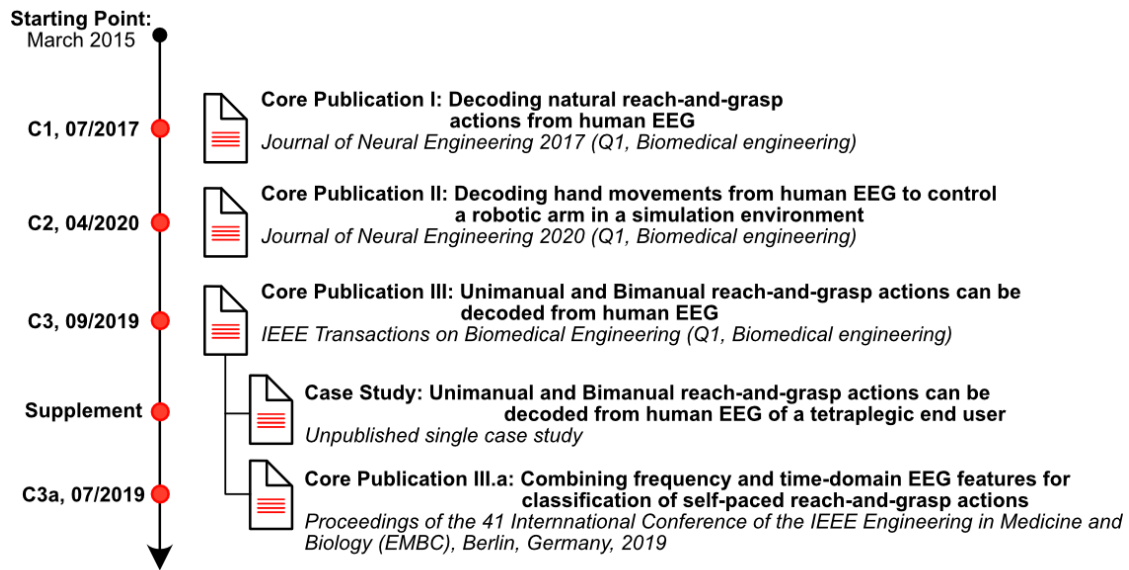 Starting Point:
March 2015
C1, 07/2017
Core Publication I: Decoding natural reach-and-grasp
actions from human EEG
Journal of Neural Engineering 2017 (Q1, Biomedical engineering)
C2, 04/2020
Core Publication II: Decoding hand movements from human EEG to control
a robotic arm in a simulation environment
Journal of Neural Engineering 2020 (Q1, Biomedical engineering)
C3, 09/2019
Core Publication III: Unimanual and Bimanual reach-and-grasp actions can be
decoded from human EEG
IEEE Transactions on Biomedical Engineering (Q1, Biomedical engineering)
Supplement
Case Study: Unimanual and Bimanual reach-and-grasp actions can be
decoded from human EEG of a tetraplegic end user
Unpublished single case study
C3a, 07/2019
Core Publication III.a: Combining frequency and time-domain EEG features for
classification of self-paced reach-and-grasp actions
Proceedings of the 41 Internnational Conference of the IEEE Engineering in Medicine and
Biology (EMBC), Berlin, Germany, 2019